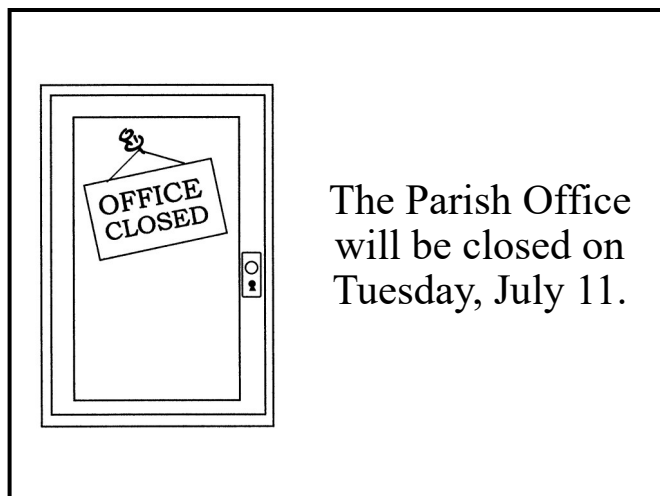 OFFICE
CLOSED
The Parish Office
will be closed on
Tuesday, July 11.